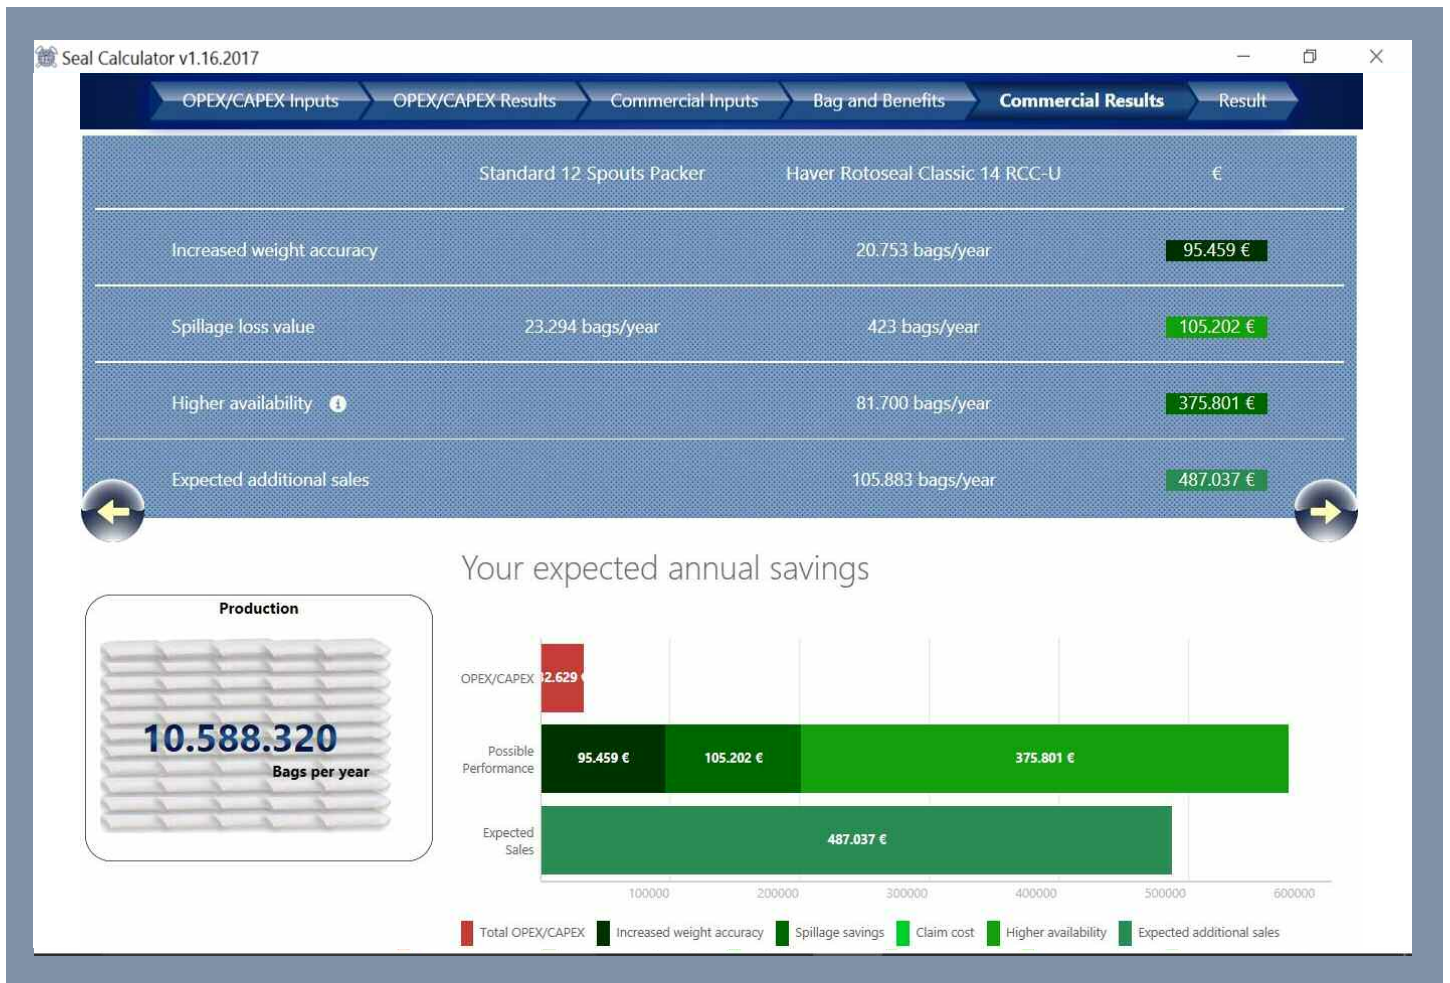 Seal Calculator v1.16.2017
OPEX/CAPEX Inputs OPEX/CAPEX Results Commercial Inputs Bag and Benefits Commercial Results Result
Standard 12 Spouts Packer Haver Rotoseal Classic 14 RCC-U €
Increased weight accuracy 20.753 bags/year 95.459 €
Spillage loss value 23.294 bags/year 423 bags/year 105.202 €
Higher availability 81.700 bags/year 375.801 €
Expected additional sales 105.883 bags/year 487.037 €
Your expected annual savings
Production
10.588.320
Bags per year
OPEX/CAPEX
Possible
Performance 95.459 € 105.202 € 375.801 €
Expected
Sales 487.037 €
100000 200000 300000 400000 500000 600000
Total OPEX/CAPEX Increased weight accuracy Spillage savings Claim cost Higher availability Expected additional sales